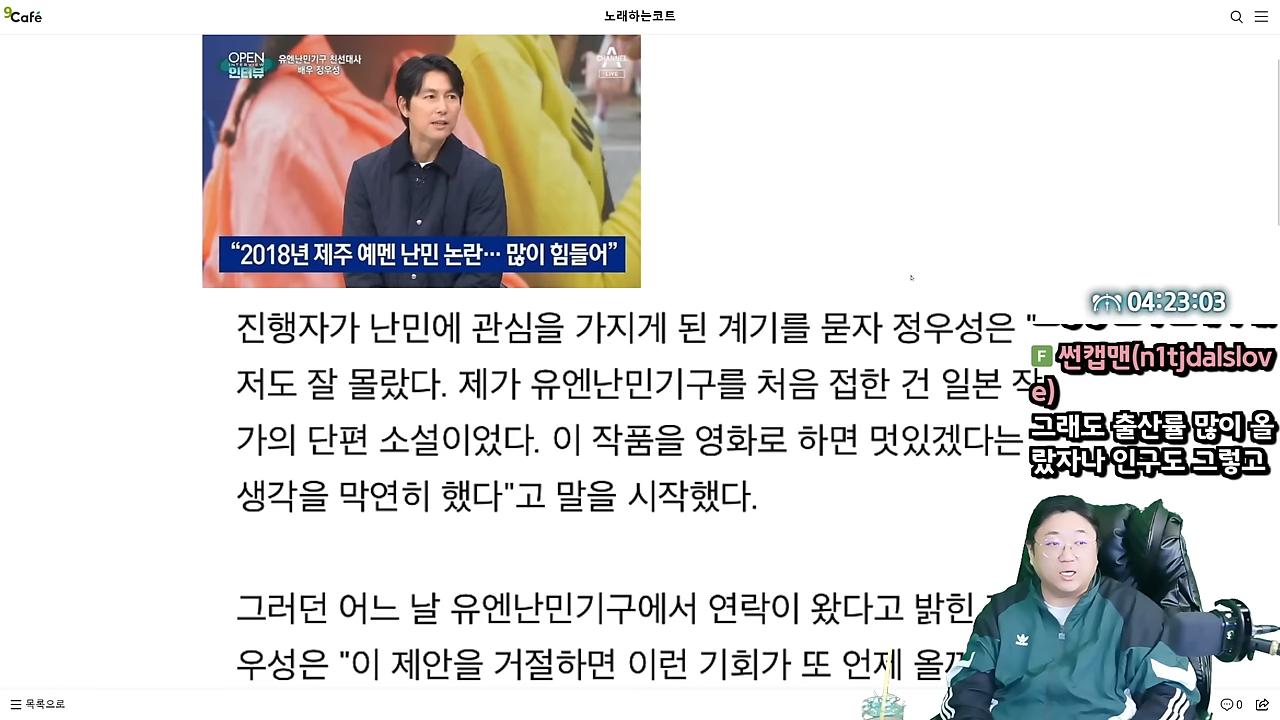 Café
노래하는코트
OPEN
INTERVIEW
인터뷰
유엔난민기구 친선대사
배우 정우성
CHANNEL A
LIVE
“2018년 제주 예멘 난민 논란··· 많이 힘들어”
진행자가 난민에 관심을 가지게 된 계기를 묻자 정우성은 "
저도 잘 몰랐다. 제가 유엔난민기구를 처음 접한 건 일본 작
가의 단편 소설이었다. 이 작품을 영화로 하면 멋있겠다는
생각을 막연히 했다"고 말을 시작했다.
그러던 어느 날 유엔난민기구에서 연락이 왔다고 밝힌
우성은 "이 제안을 거절하면 이런 기회가 또 언제 올까
04:23:03
F 썬캡맨(n1tjdalslov
e)
그래도 출산률 많이 올
랐자나 인구도 그렇고
목록으로
0